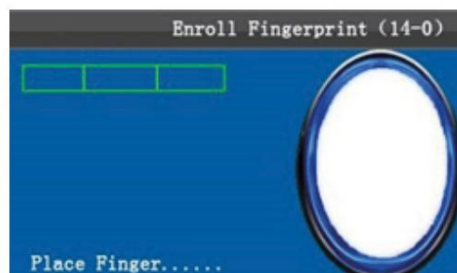 Enroll Fingerprint (14-0)
Place Finger......